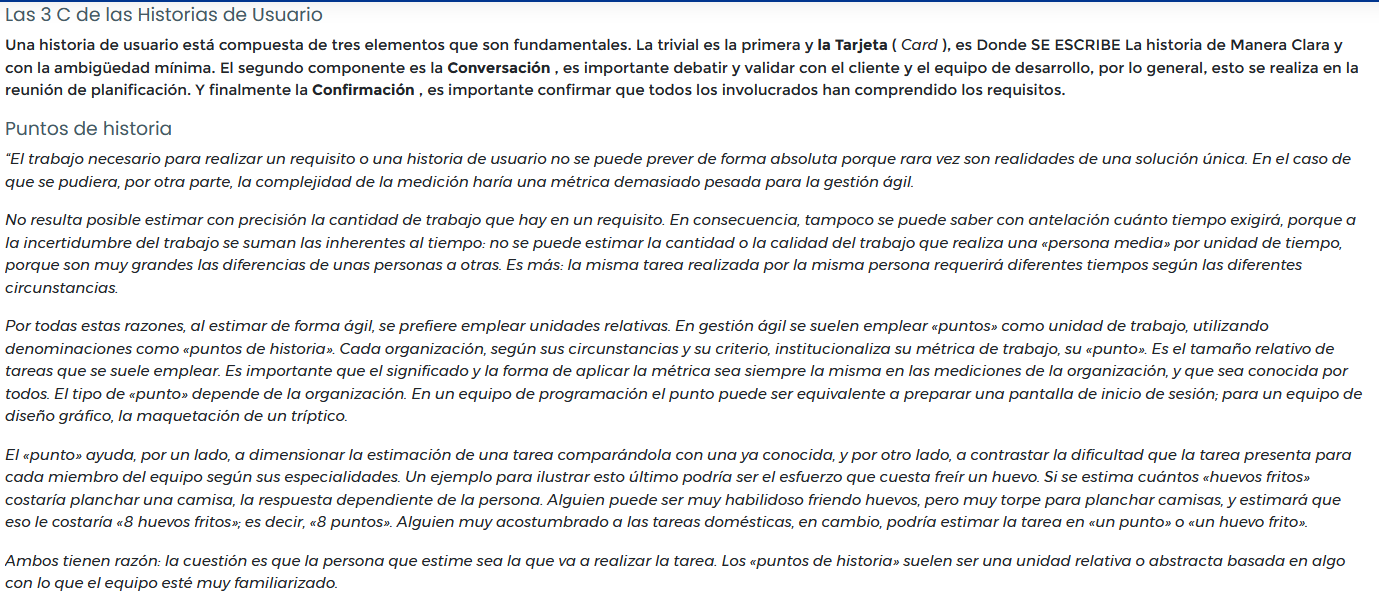 Las 3 C de las Historias de Usuario
Una historia de usuario está compuesta de tres elementos que son fundamentales. La trivial es la primera y la Tarjeta ( Card ), es Donde SE ESCRIBE La historia de Manera Clara y
con la ambigüedad mínima. El segundo componente es la Conversación , es importante debatir y validar con el cliente y el equipo de desarrollo, por lo general, esto se realiza en la
reunión de planificación. Y finalmente la Confirmación , es importante confirmar que todos los involucrados han comprendido los requisitos.
Puntos de historia
“El trabajo necesario para realizar un requisito o una historia de usuario no se puede prever de forma absoluta porque rara vez son realidades de una solución única. En el caso de
que se pudiera, por otra parte, la complejidad de la medición haría una métrica demasiado pesada para la gestión ágil.
No resulta posible estimar con precisión la cantidad de trabajo que hay en un requisito. En consecuencia, tampoco se puede saber con antelación cuánto tiempo exigirá, porque a
la incertidumbre del trabajo se suman las inherentes al tiempo: no se puede estimar la cantidad o la calidad del trabajo que realiza una «persona media» por unidad de tiempo,
porque son muy grandes las diferencias de unas personas a otras. Es más: la misma tarea realizada por la misma persona requerirá diferentes tiempos según las diferentes
circunstancias.
Por todas estas razones, al estimar de forma ágil, se prefiere emplear unidades relativas. En gestión ágil se suelen emplear «puntos» como unidad de trabajo, utilizando
denominaciones como «puntos de historia». Cada organización, según sus circunstancias y su criterio, institucionaliza su métrica de trabajo, su «punto». Es el tamaño relativo de
tareas que se suele emplear. Es importante que el significado y la forma de aplicar la métrica sea siempre la misma en las mediciones de la organización, y que sea conocida por
todos. El tipo de «punto» depende de la organización. En un equipo de programación el punto puede ser equivalente a preparar una pantalla de inicio de sesión; para un equipo de
diseño gráfico, la maquetación de un tríptico.
El «punto» ayuda, por un lado, a dimensionar la estimación de una tarea comparándola con una ya conocida, y por otro lado, a contrastar la dificultad que la tarea presenta para
cada miembro del equipo según sus especialidades. Un ejemplo para ilustrar esto último podría ser el esfuerzo que cuesta freír un huevo. Si se estima cuántos «huevos fritos»
costaría planchar una camisa, la respuesta dependiente de la persona. Alguien puede ser muy habilidoso friendo huevos, pero muy torpe para planchar camisas, y estimará que
eso le costaría «8 huevos fritos»; es decir, «8 puntos». Alguien muy acostumbrado a las tareas domésticas, en cambio, podría estimar la tarea en «un punto» o «un huevo frito».
Ambos tienen razón: la cuestión es que la persona que estime sea la que va a realizar la tarea. Los «puntos de historia» suelen ser una unidad relativa o abstracta basada en algo
con lo que el equipo esté muy familiarizado.